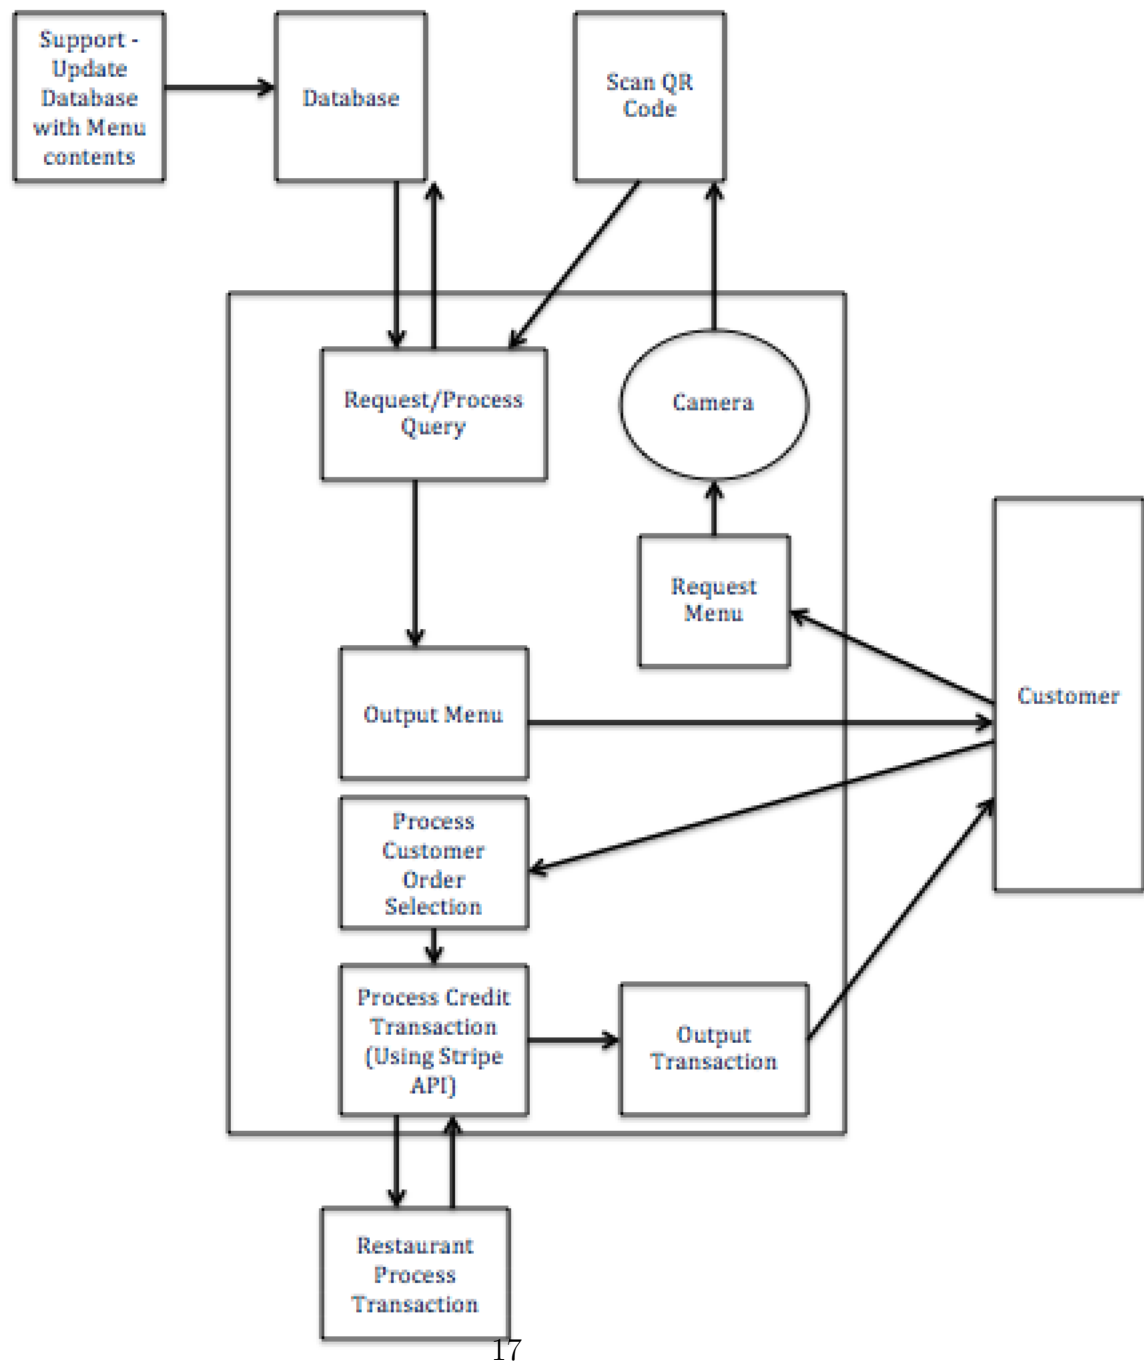 Support -
Update
Database
with Menu
contents
Database
Scan QR
Code
Request/Process
Query
Camera
Request
Menu
Customer
Output Menu
Process
Customer
Order
Selection
Process Credit
Transaction
(Using Stripe
API)
Output
Transaction
Restaurant
Process
Transaction
17